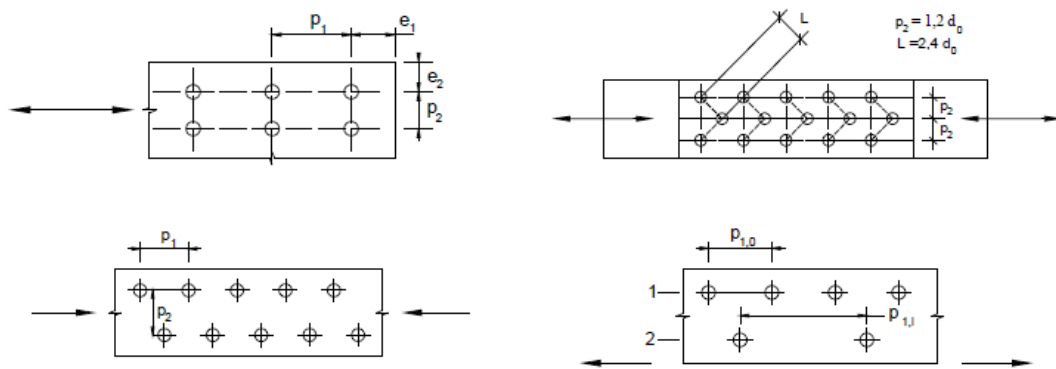 p₁
e₁
e₂
p₂
L
p₂ = 1,2 d₀
L =2,4 d₀
p₂
p₂
p₁
p₂
p₁,₀
1
p₁,ᵢ
2